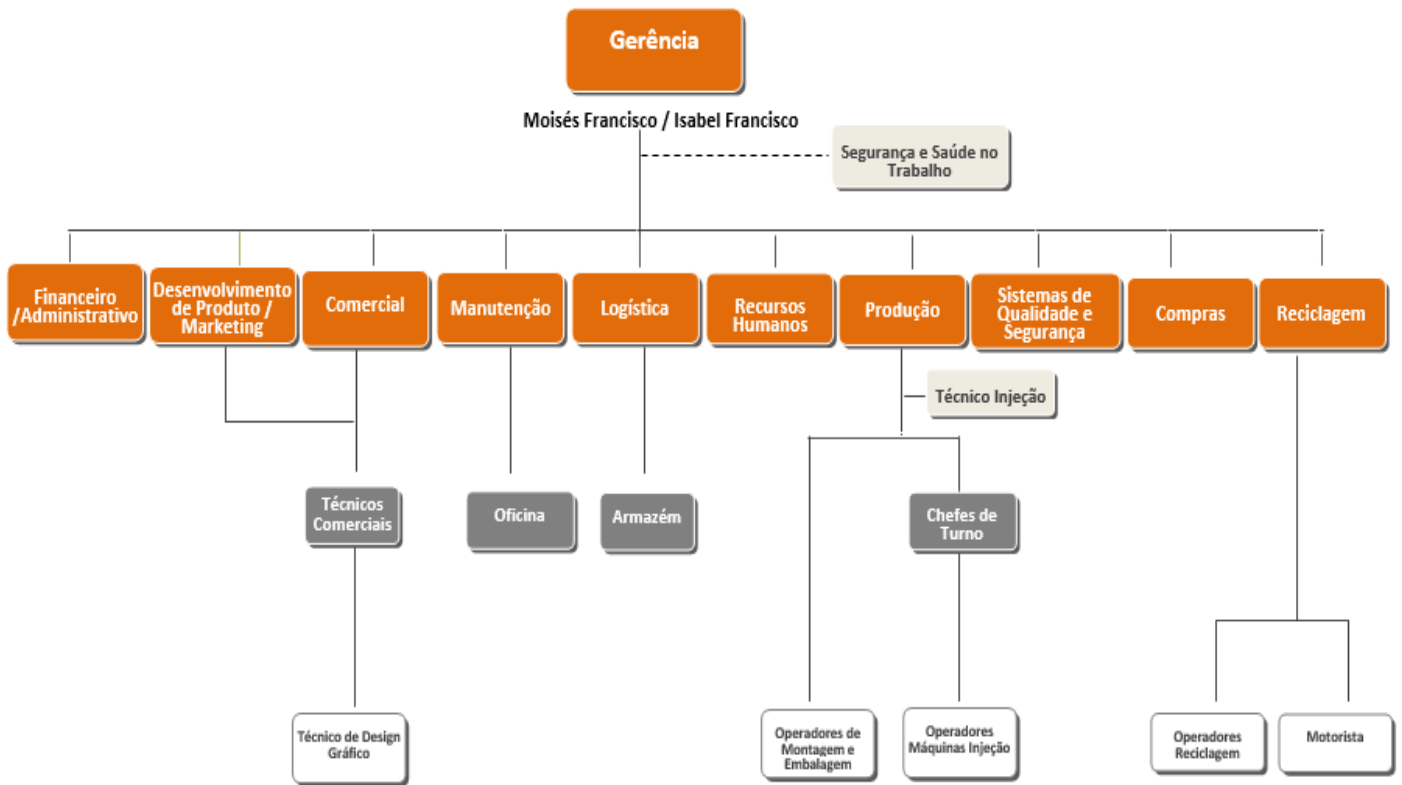 Gerência
Moisés Francisco / Isabel Francisco
Segurança e Saúde no
Trabalho
Financeiro
/Administrativo
Desenvolvimento
de Produto /
Marketing
Comercial
Manutenção
Logística
Recursos
Humanos
Produção
Sistemas de
Qualidade e
Segurança
Compras
Reciclagem
Técnico Injeção
Técnicos
Comerciais
Oficina
Armazém
Chefes de
Turno
Técnico de Design
Gráfico
Operadores de
Montagem e
Embalagem
Operadores
Máquinas Injeção
Operadores
Reciclagem
Motorista